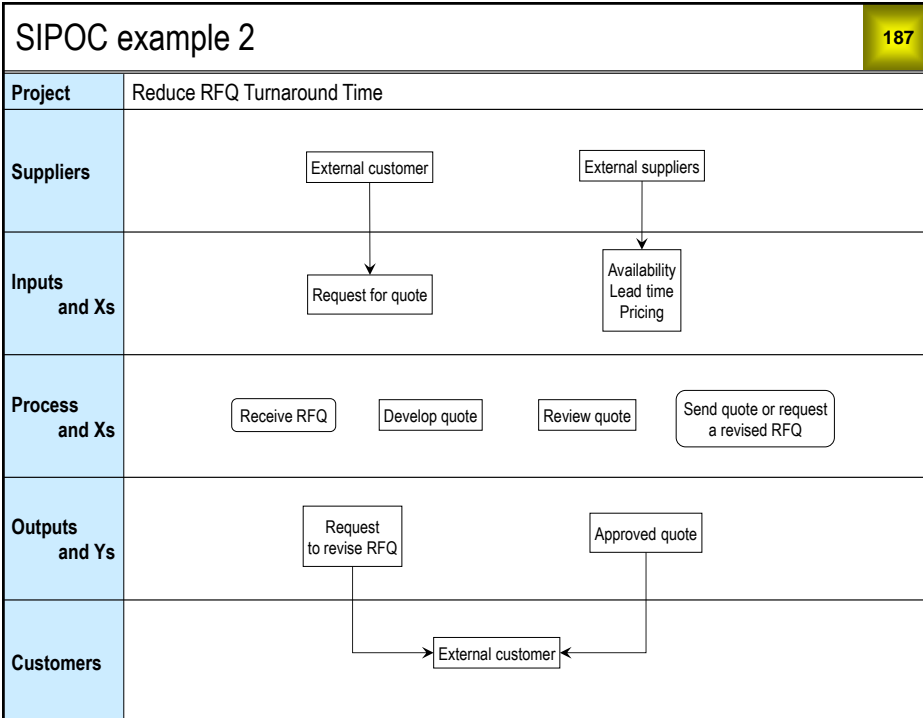 SIPOC example 2
187
Project
Reduce RFQ Turnaround Time
Suppliers
External customer
External suppliers
Inputs
and Xs
Request for quote
Availability
Lead time
Pricing
Process
and Xs
Receive RFQ
Develop quote
Review quote
Send quote or request
a revised RFQ
Outputs
and Ys
Request
to revise RFQ
Approved quote
Customers
External customer